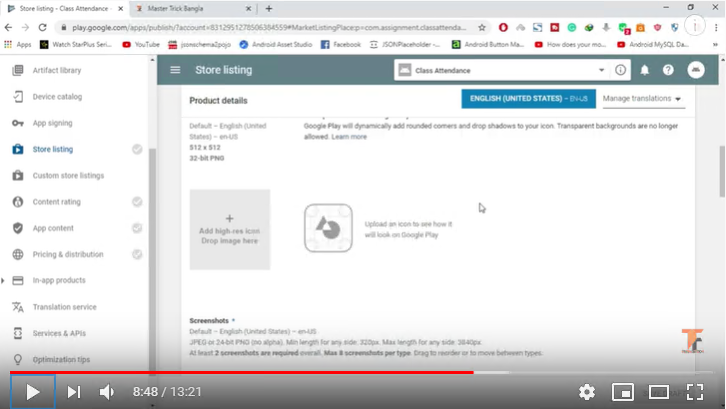 Store listing - Class Attendance
Master Trick Bangla
play.google.com/apps/publish/?account=8312951278506384559#MarketListingPlace:p=com.assignment.classattenda...
Apps
Watch StarPlus Seri...
YouTube
jsonschema2pojo
Android Asset Studio
Facebook
JSONPlaceholder -...
Android Button Ma...
How does your mo...
Android MySQL Da...
Artifact library
Device catalog
App signing
Store listing
Custom store listings
Content rating
App content
Pricing & distribution
In-app products
Translation service
Services & APIs
Optimization tips
Store listing
Class Attendance
Product details
ENGLISH (UNITED STATES) – EN-US
Manage translations
Default – English (United
States) – en-US
512 x 512
32-bit PNG
Google Play will dynamically add rounded corners and drop shadows to your icon. Transparent backgrounds are no longer
allowed. Learn more
+
Add high-res icon
Drop image here
Upload an icon to see how it
will look on Google Play
Screenshots *
Default – English (United States) – en-US
JPEG or 24-bit PNG (no alpha). Min length for any side: 320px. Max length for any side: 3840px.
At least 2 screenshots are required overall. Max 8 screenshots per type. Drag to reorder or to move between types.
8:48 / 13:21